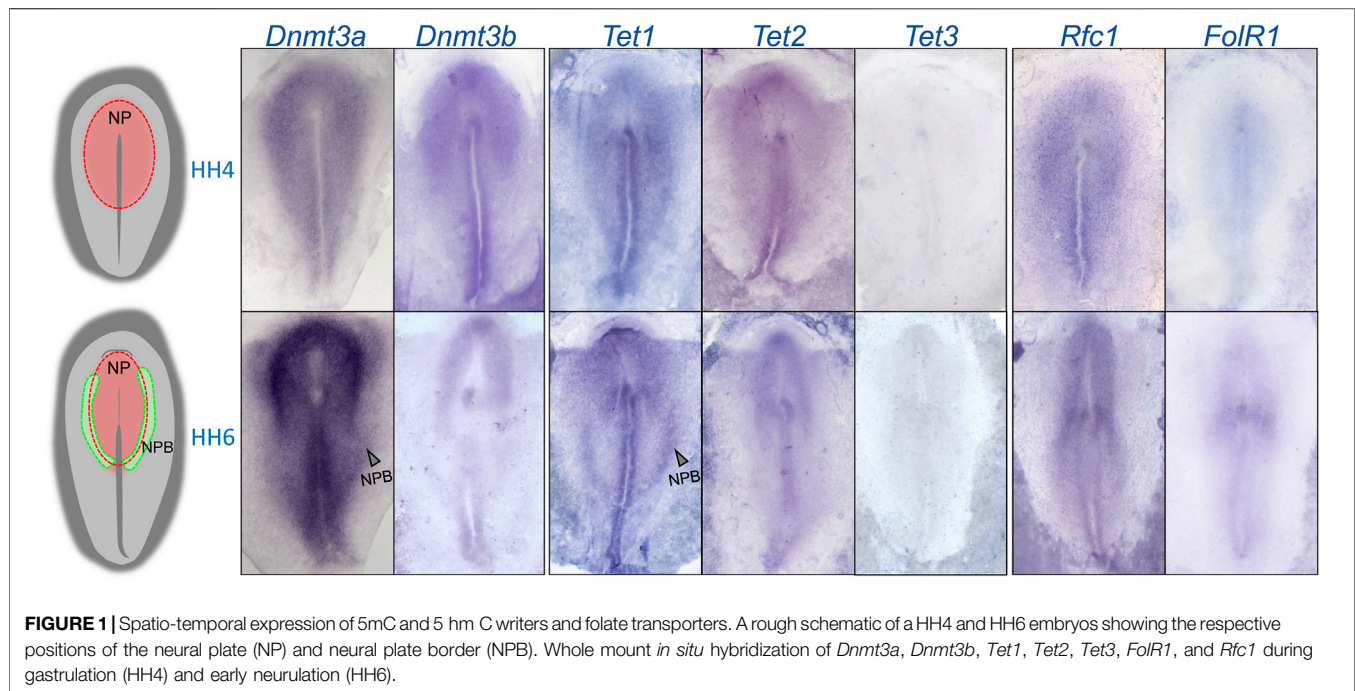 Dnmt3a Dnmt3b Tet1 Tet2 Tet3 Rfc1 FolR1
NP
HH4
NP
NPB
HH6
NPB
NPB
FIGURE 1 | Spatio-temporal expression of 5mC and 5 hm C writers and folate transporters. A rough schematic of a HH4 and HH6 embryos showing the respective
positions of the neural plate (NP) and neural plate border (NPB). Whole mount in situ hybridization of Dnmt3a, Dnmt3b, Tet1, Tet2, Tet3, FolR1, and Rfc1 during
gastrulation (HH4) and early neurulation (HH6).